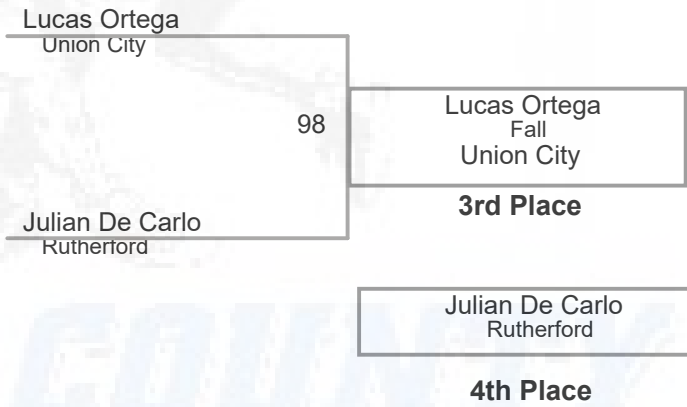 Lucas Ortega
Union City
98
Lucas Ortega
Fall
Union City
3rd Place
Julian De Carlo
Rutherford
Julian De Carlo
Rutherford
4th Place
COUNTY